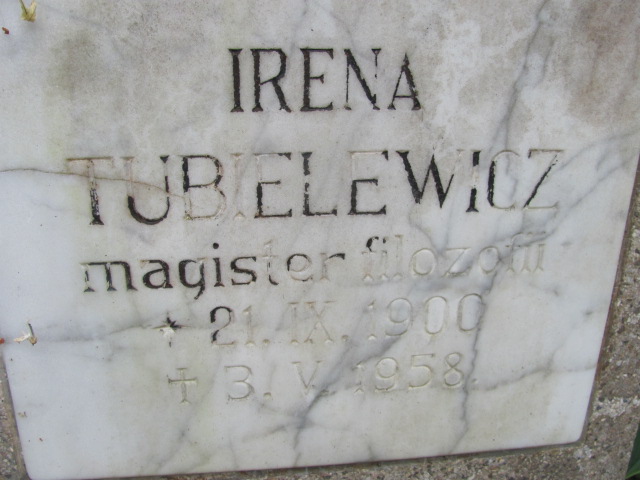 IRENA
TUBIELEWICZ
magister filozofii
* 21. IX. 1900
† 3. V. 1958.